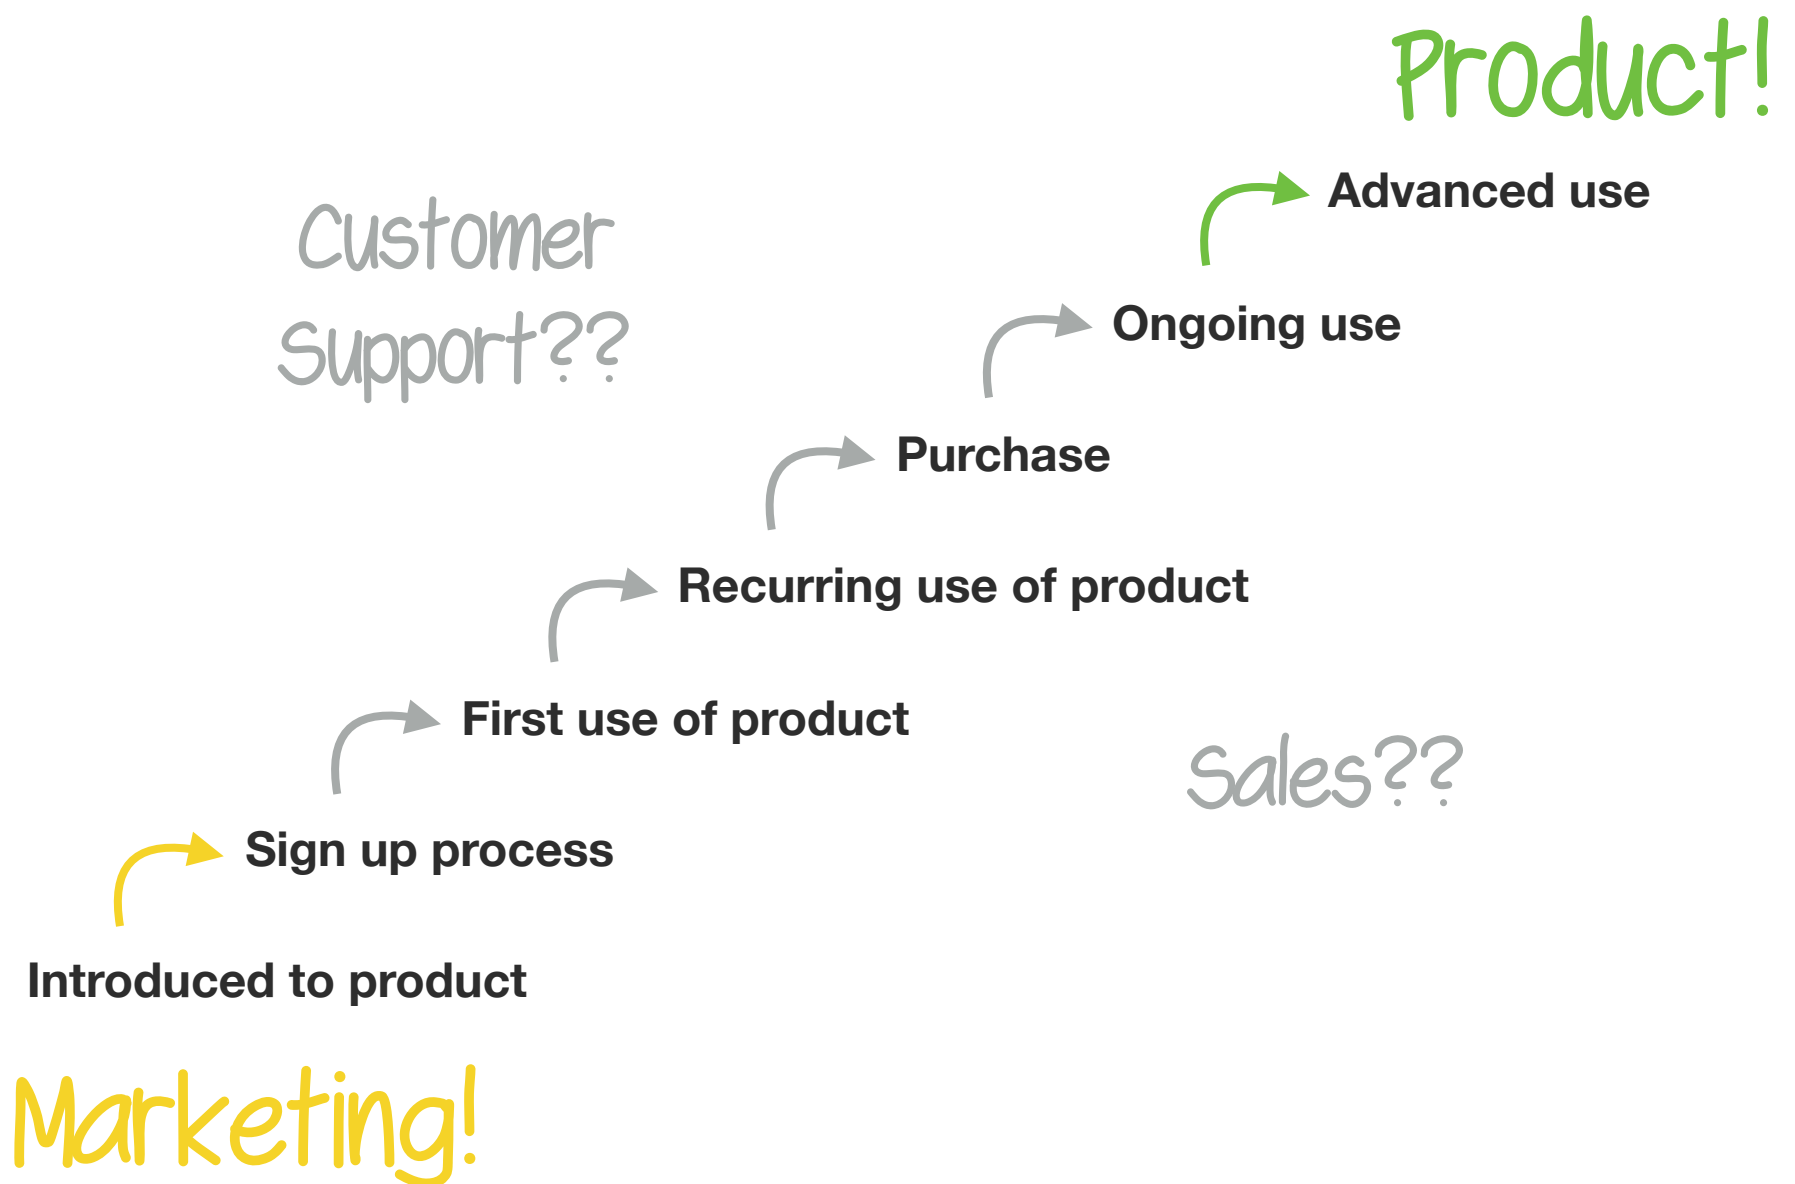 Product!
Advanced use
Customer
Support??
Ongoing use
Purchase
Recurring use of product
First use of product
Sales??
Sign up process
Introduced to product
Marketing!